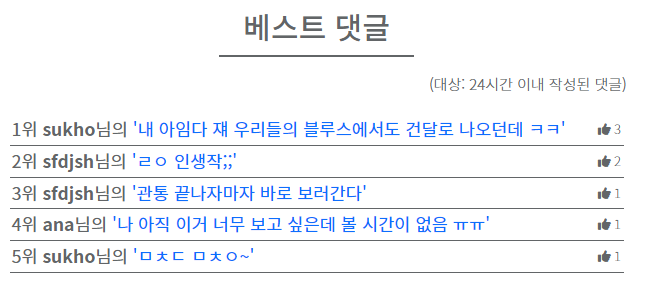 베스트 댓글
(대상: 24시간 이내 작성된 댓글)
1위 sukho님의 '내 아임다 쟤 우리들의 블루스에서도 건달로 나오던데 ㅋㅋ' 3
2위 sfdjsh님의 'ㄹㅇ 인생작;;' 2
3위 sfdjsh님의 '관통 끝나자마자 바로 보러간다' 1
4위 ana님의 '나 아직 이거 너무 보고 싶은데 볼 시간이 없음 ㅠㅠ' 1
5위 sukho님의 'ㅁㅊㄷ ㅁㅊㅇ~' 1